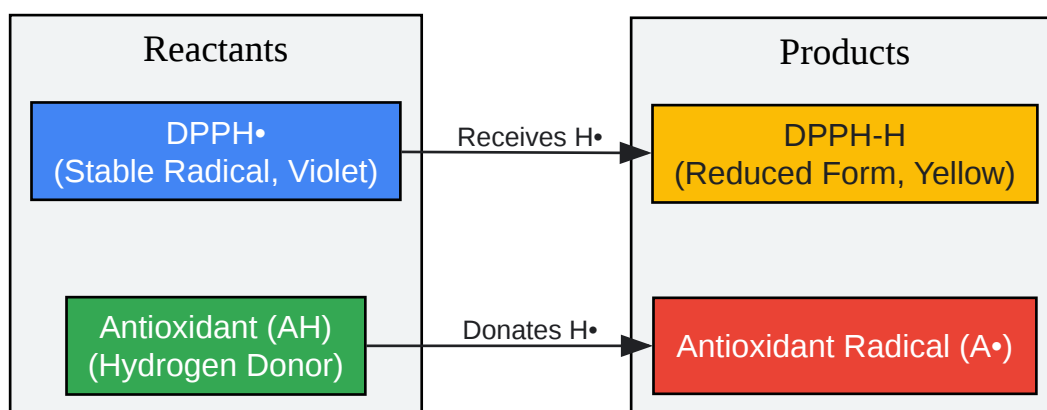 Reactants
Products
DPPH•
(Stable Radical, Violet)
Receives H•
DPPH-H
(Reduced Form, Yellow)
Antioxidant (AH)
(Hydrogen Donor)
Donates H•
Antioxidant Radical (A•)